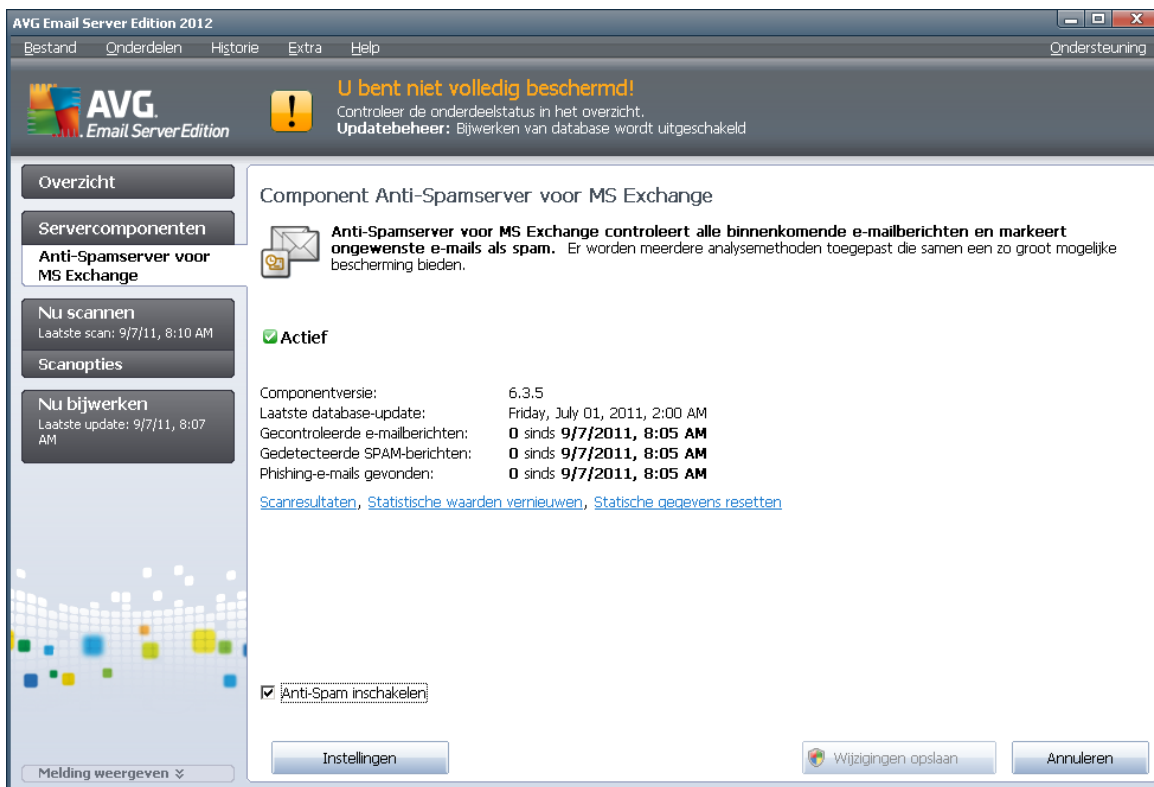 AVG Email Server Edition 2012
Bestand Onderdelen Historie Extra Help Ondersteuning
AVG.
Email Server Edition
U bent niet volledig beschermd!
Controleer de onderdeelstatus in het overzicht.
Updatebeheer: Bijwerken van database wordt uitgeschakeld
Overzicht
Servercomponenten
Anti-Spamserver voor
MS Exchange
Nu scannen
Laatste scan: 9/7/11, 8:10 AM
Scanopties
Nu bijwerken
Laatste update: 9/7/11, 8:07
AM
Melding weergeven
Component Anti-Spamserver voor MS Exchange
Anti-Spamserver voor MS Exchange controleert alle binnenkomende e-mailberichten en markeert
ongewenste e-mails als spam. Er worden meerdere analysemethoden toegepast die samen een zo groot mogelijke
bescherming bieden.
Actief
Componentversie: 6.3.5
Laatste database-update: Friday, July 01, 2011, 2:00 AM
Gecontroleerde e-mailberichten: 0 sinds 9/7/2011, 8:05 AM
Gedetecteerde SPAM-berichten: 0 sinds 9/7/2011, 8:05 AM
Phishing-e-mails gevonden: 0 sinds 9/7/2011, 8:05 AM
Scanresultaten, Statistische waarden vernieuwen, Statische gegevens resetten
Anti-Spam inschakelen
Instellingen Wijzigingen opslaan Annuleren